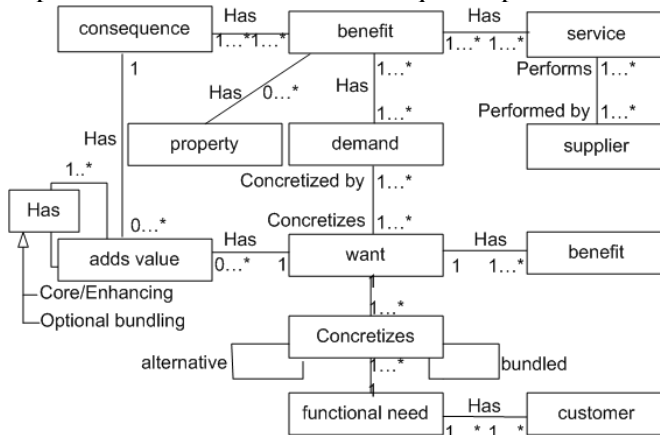 Has
consequence
benefit
service
1...*
1...*
1...*
1...*
1
1...*
Performs
1...*
Has
0...*
Has
Has
Performed by
1...*
1...*
property
demand
supplier
1..*
Concretized by
1...*
Has
Concretizes
1...*
0...*
Has
Has
adds value
want
benefit
0...*
1
1
1...*
Core/Enhancing
1
1...*
Optional bundling
Concretizes
alternative
1...*
bundled
1
functional need
Has
customer
1...*
1...*